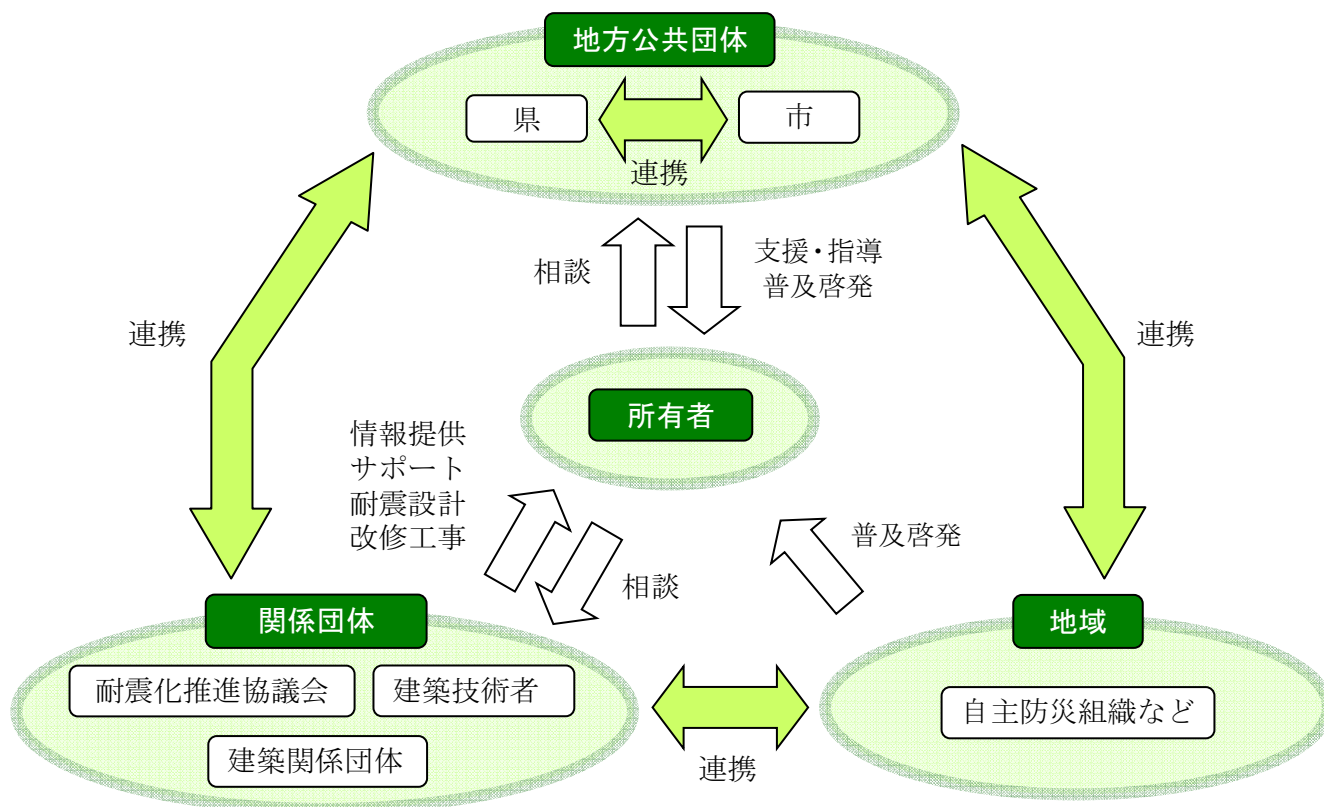 地方公共団体
県
市
連携
相談
支援・指導
普及啓発
連携
連携
所有者
情報提供
サポート
耐震設計
改修工事
相談
普及啓発
関係団体
耐震化推進協議会
建築技術者
建築関係団体
連携
地域
自主防災組織など